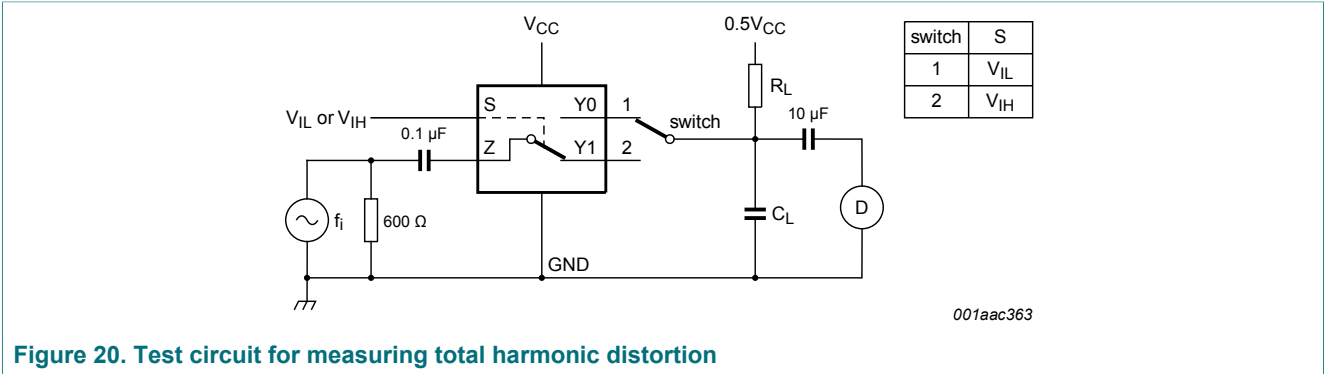 VCC
0.5VCC
switch S
1 VIL
2 VIH
RL
10 µF
S Y0 1
switch
VIL or VIH
0.1 µF
Z Y1 2
fi
600 Ω
CL
D
GND
001aac363
Figure 20. Test circuit for measuring total harmonic distortion